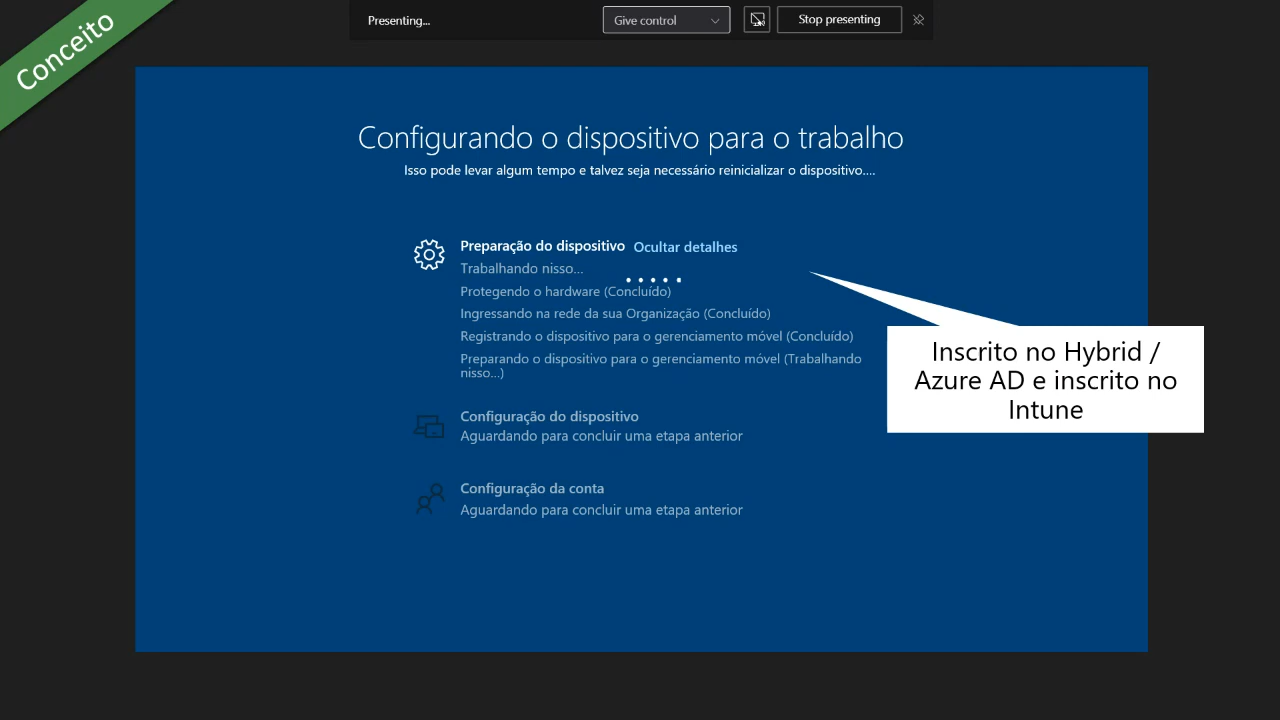 Conceito
Presenting...
Give control
Stop presenting
Configurando o dispositivo para o trabalho
Isso pode levar algum tempo e talvez seja necessário reinicializar o dispositivo....
Preparação do dispositivo Ocultar detalhes
Trabalhando nisso...
Protegendo o hardware (Concluído)
Ingressando na rede da sua Organização (Concluído)
Registrando o dispositivo para o gerenciamento móvel (Concluído)
Preparando o dispositivo para o gerenciamento móvel (Trabalhando
nisso...)
Inscrito no Hybrid /
Azure AD e inscrito no
Intune
Configuração do dispositivo
Aguardando para concluir uma etapa anterior
Configuração da conta
Aguardando para concluir uma etapa anterior